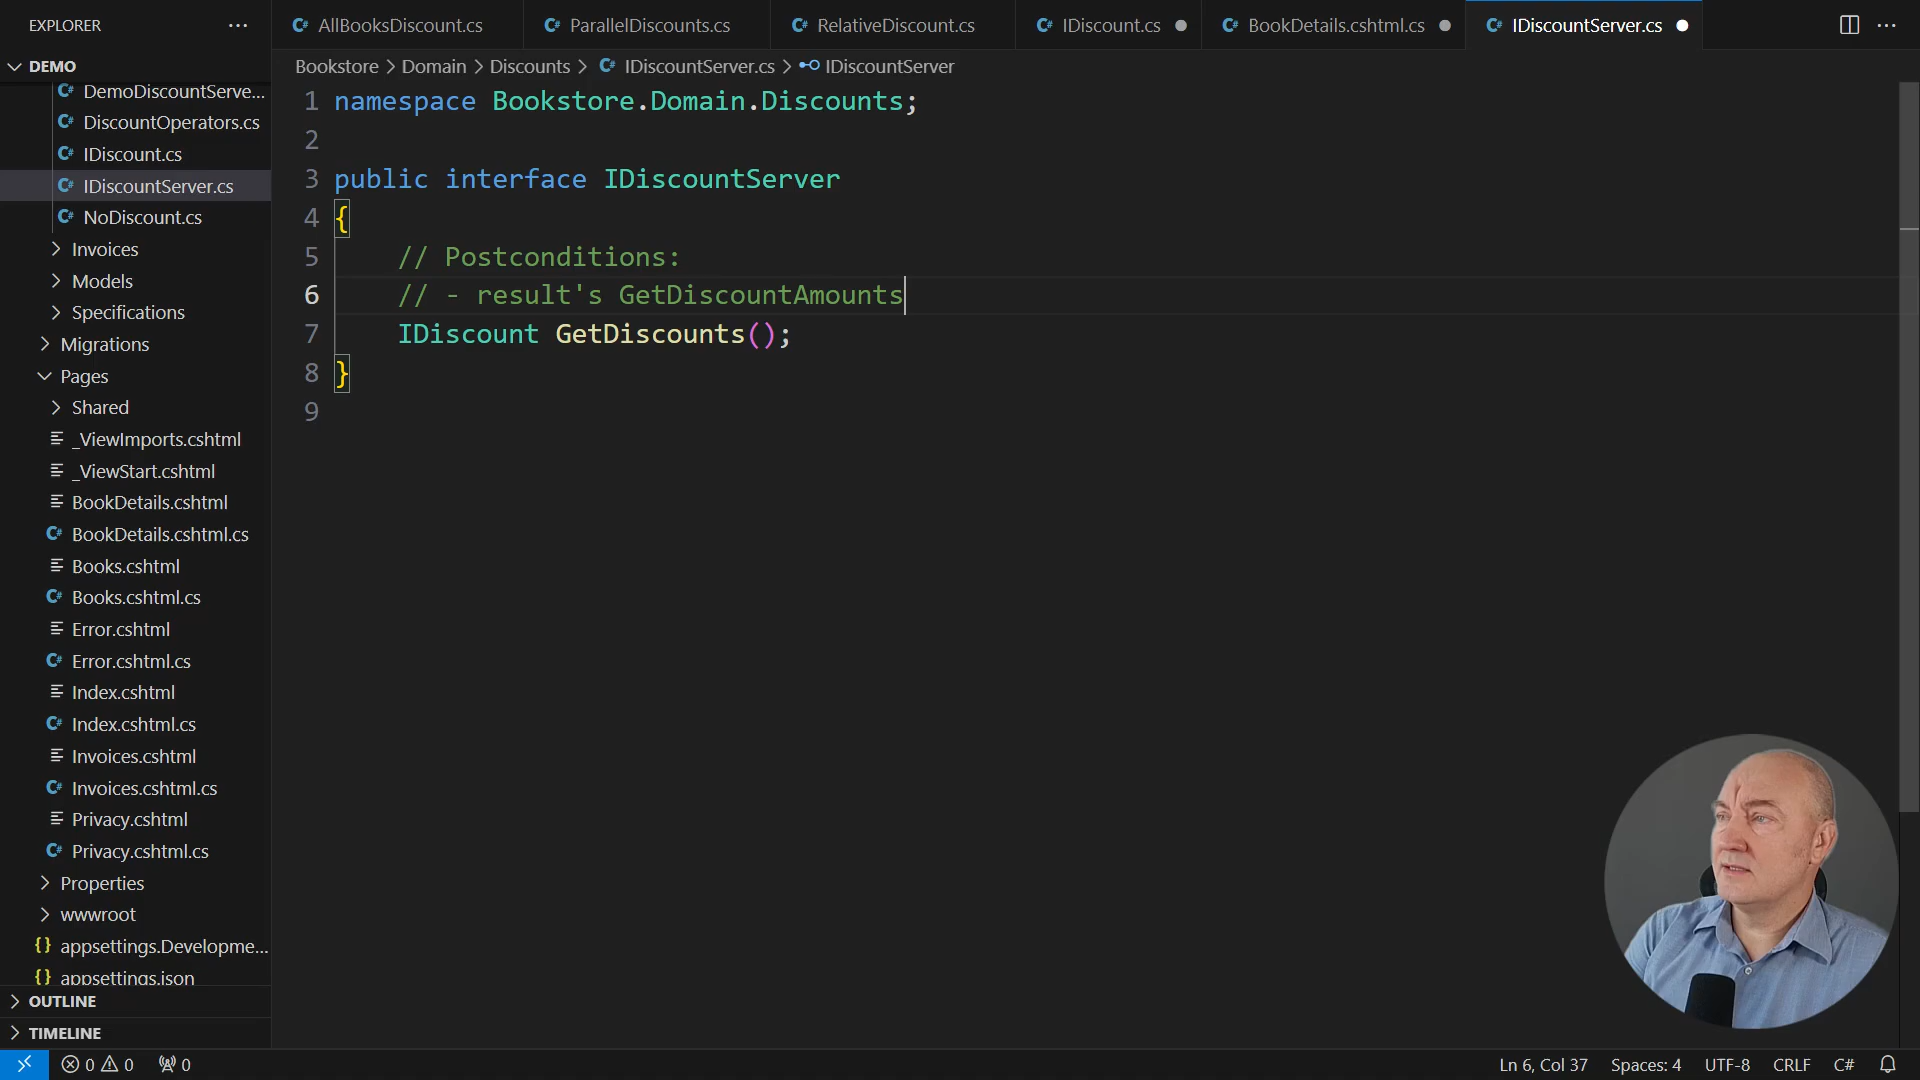 EXPLORER
DEMO
DemoDiscountServe...
DiscountOperators.cs
IDiscount.cs
IDiscountServer.cs
NoDiscount.cs
Invoices
Models
Specifications
Migrations
Pages
Shared
_ViewImports.cshtml
_ViewStart.cshtml
BookDetails.cshtml
BookDetails.cshtml.cs
Books.cshtml
Books.cshtml.cs
Error.cshtml
Error.cshtml.cs
Index.cshtml
Index.cshtml.cs
Invoices.cshtml
Invoices.cshtml.cs
Privacy.cshtml
Privacy.cshtml.cs
Properties
wwwroot
appsettings.Developme...
appsettings.json
OUTLINE
TIMELINE
AllBooksDiscount.cs ParallelDiscounts.cs RelativeDiscount.cs IDiscount.cs BookDetails.cshtml.cs IDiscountServer.cs
Bookstore > Domain > Discounts > IDiscountServer.cs > IDiscountServer
1 namespace Bookstore.Domain.Discounts;
2
3 public interface IDiscountServer
4 {
5 // Postconditions:
6 // - result's GetDiscountAmounts
7 IDiscount GetDiscounts();
8 }
9
0 0 0 Ln 6, Col 37 Spaces: 4 UTF-8 CRLF C#